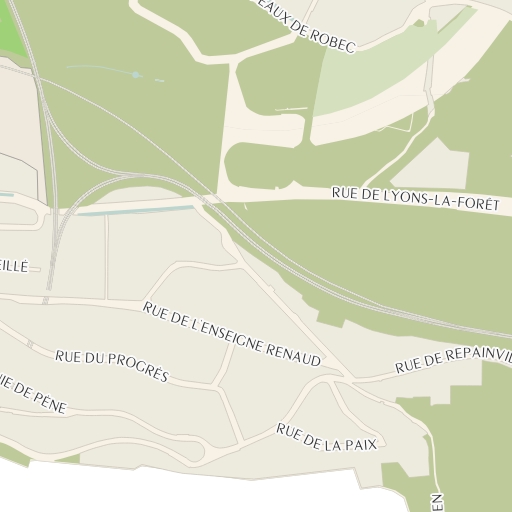 EAUX DE ROBEC
RUE DE LYONS-LA-FORÊT
EILLÉ
RUE DE L'ENSEIGNE RENAUD
RUE DU PROGRÈS
RUE DE REPAINVIL
IE DE PÈNE
RUE DE LA PAIX
EN